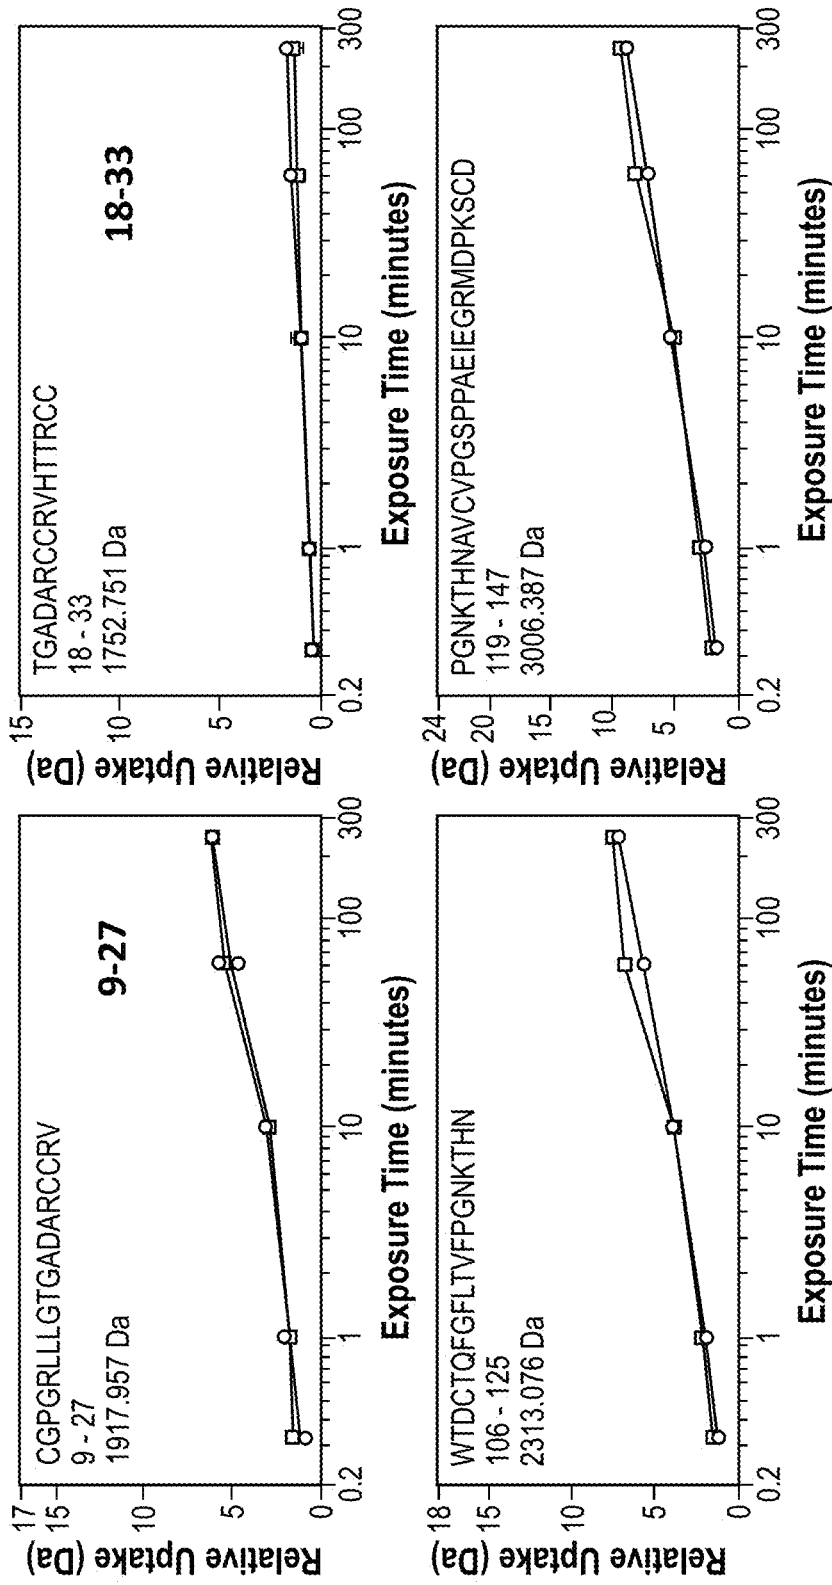 CGPGRLLLGTGADARCCRV
9 - 27
1917.957 Da
9-27
Relative Uptake (Da)
17
15
10
5
0
0.2
1
10
100
300
Exposure Time (minutes)
TGADARCCRVHTTRCC
18 - 33
1752.751 Da
18-33
Relative Uptake (Da)
15
10
5
0
0.2
1
10
100
300
Exposure Time (minutes)
WTDCTQFGFLTVFPGNKTHN
106 - 125
2313.076 Da
Relative Uptake (Da)
18
15
10
5
0
0.2
1
10
100
300
Exposure Time (minutes)
PGNKTHNAVCVPGSPPAEIEGRMDPKSCD
119 - 147
3006.387 Da
Relative Uptake (Da)
24
20
15
10
5
0
0.2
1
10
100
300
Exposure Time (minutes)